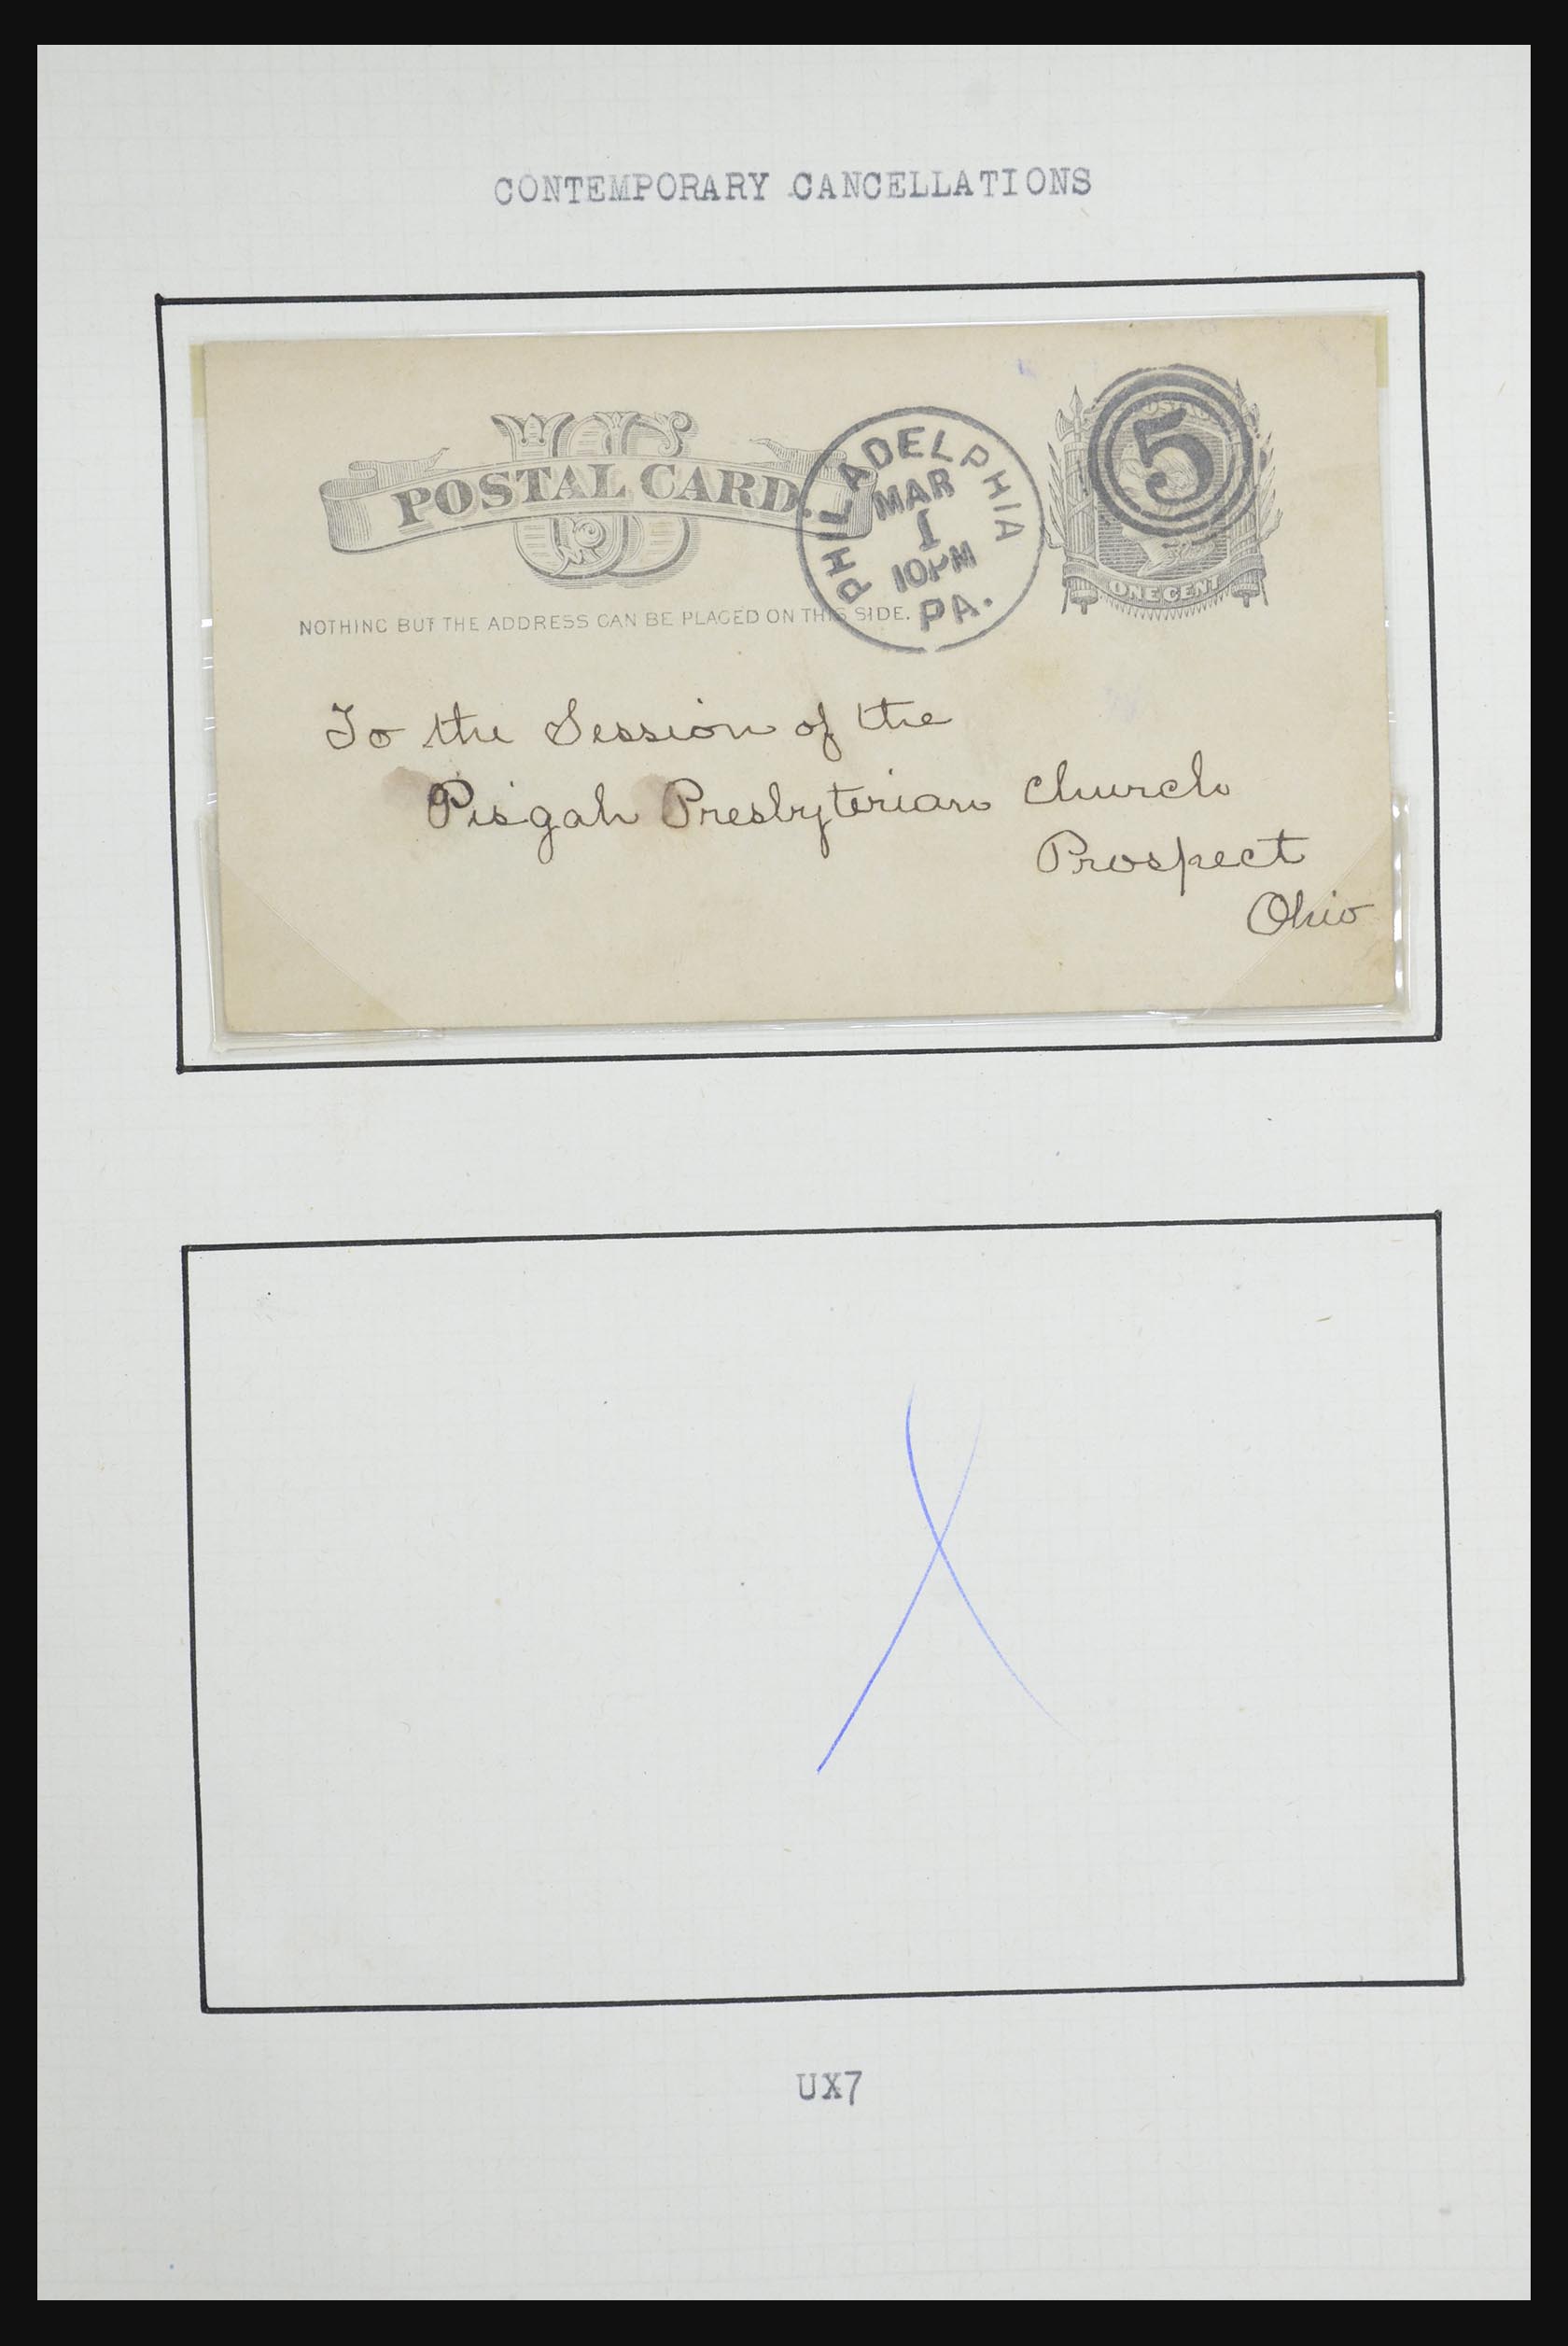 CONTEMPORARY CANCELLATIONS
US
POSTAL CARD.
NOTHING BUT THE ADDRESS CAN BE PLACED ON THIS SIDE.
PHILADELPHIA
MAR
1
10PM
PA.
5
ONE CENT
To the Session of the
Pisgah Presbyterian church
Prospect
Ohio
UX7